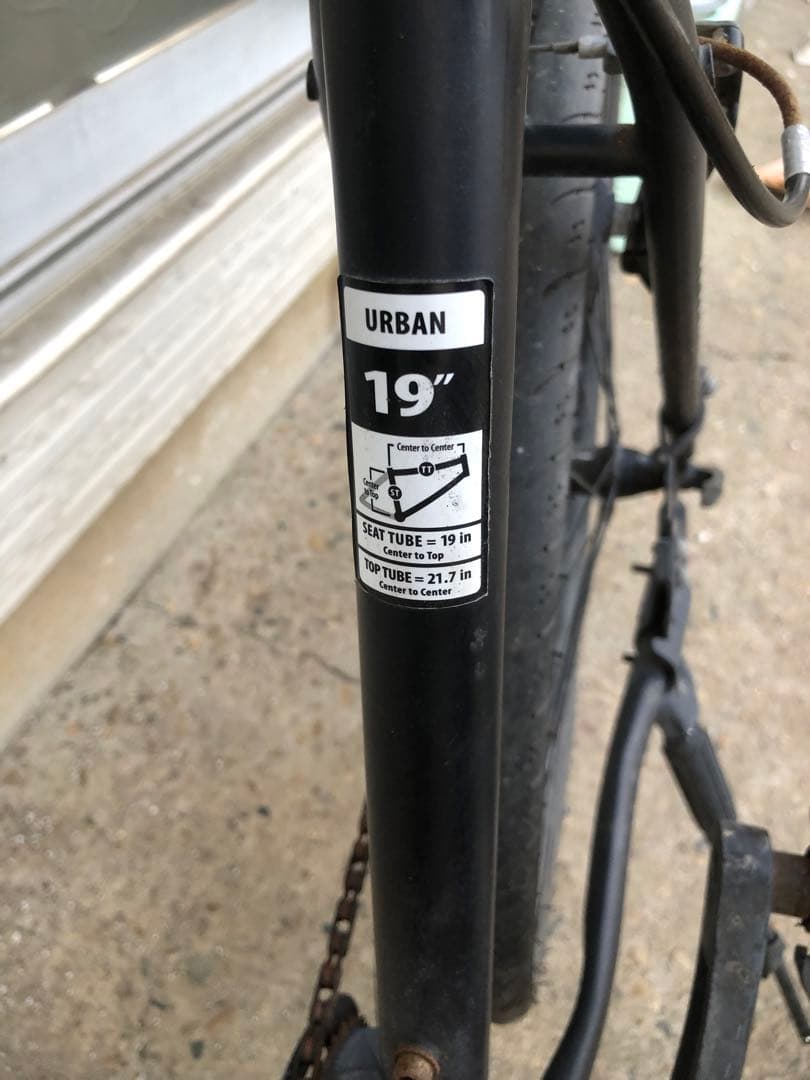 URBAN
19"
Center to Center
TT
Center
to Top
ST
SEAT TUBE = 19 in
Center to Top
TOP TUBE = 21.7 in
Center to Center